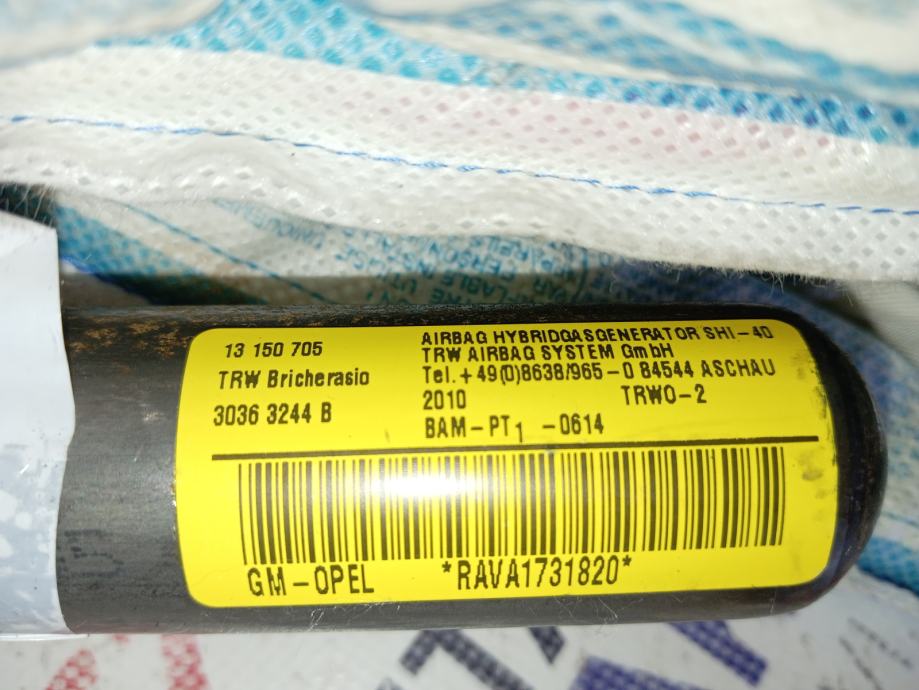 13 150 705
TRW Bricherasio
3036 3244 B
AIRBAG HYBRIDGASGENERATOR SHI.-40
TRW AIRBAG SYSTEM GmbH
Tel.+49(0)8638/965-0 84544 ASCHAU
2010 TRWO-2
BAM-PT1 -0614
GM-OPEL *RAVA1731820*